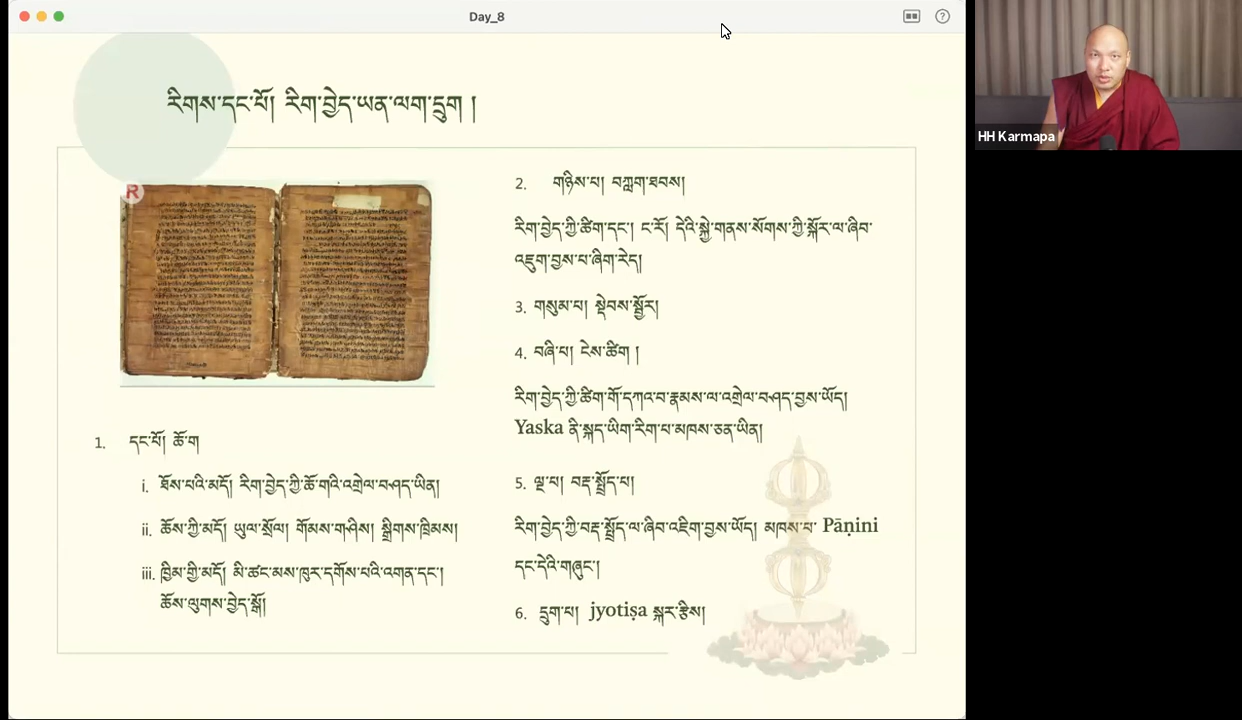 Day_8
རིགས་དང་པོ། རིག་བྱེད་ཡན་ལག་དྲུག །
R
1. དང་པོ། ཆོ་ག
i. ཐོས་པའི་མདོ། རིག་བྱེད་ཀྱི་ཆོ་གའི་འགྲེལ་བཤད་ཡིན།
ii. ཆོས་ཀྱི་མདོ། ཡུལ་སྲོལ། གོམས་གཤིས། སྒྲིགས་ཁྲིམས།
iii. ཁྱིམ་གྱི་མདོ། མི་ཚང་མས་ཁུར་དགོས་པའི་འགན་དང་།
ཆོས་ལུགས་བྱེད་སྒོ།
2. གཉིས་པ། བཀླག་ཐབས།
རིག་བྱེད་ཀྱི་ཚིག་དང་། ང་རོ། དེའི་སྐྱེ་གནས་སོགས་ཀྱི་སྐོར་ལ་ཞིབ་
འཇུག་བྱས་པ་ཞིག་རེད།
3. གསུམ་པ། སྡེབས་སྦྱོར།
4. བཞི་པ། ངེས་ཚིག །
རིག་བྱེད་ཀྱི་ཚིག་གོ་དཀའ་བ་རྣམས་ལ་འགྲེལ་བཤད་བྱས་ཡོད།
Yaska ནི་སྐད་ཡིག་རིག་པ་མཁས་ཅན་ཡིན།
5. ལྔ་པ། བརྡ་སྤྲོད་པ།
རིག་བྱེད་ཀྱི་བརྡ་སྤྲོད་ལ་ཞིབ་འཇིག་བྱས་ཡོད། མཁས་པ་ Pāṇini
དང་དེའི་གཞུང་།
6. དྲུག་པ། jyotiṣa སྐར་རྩིས།
HH Karmapa